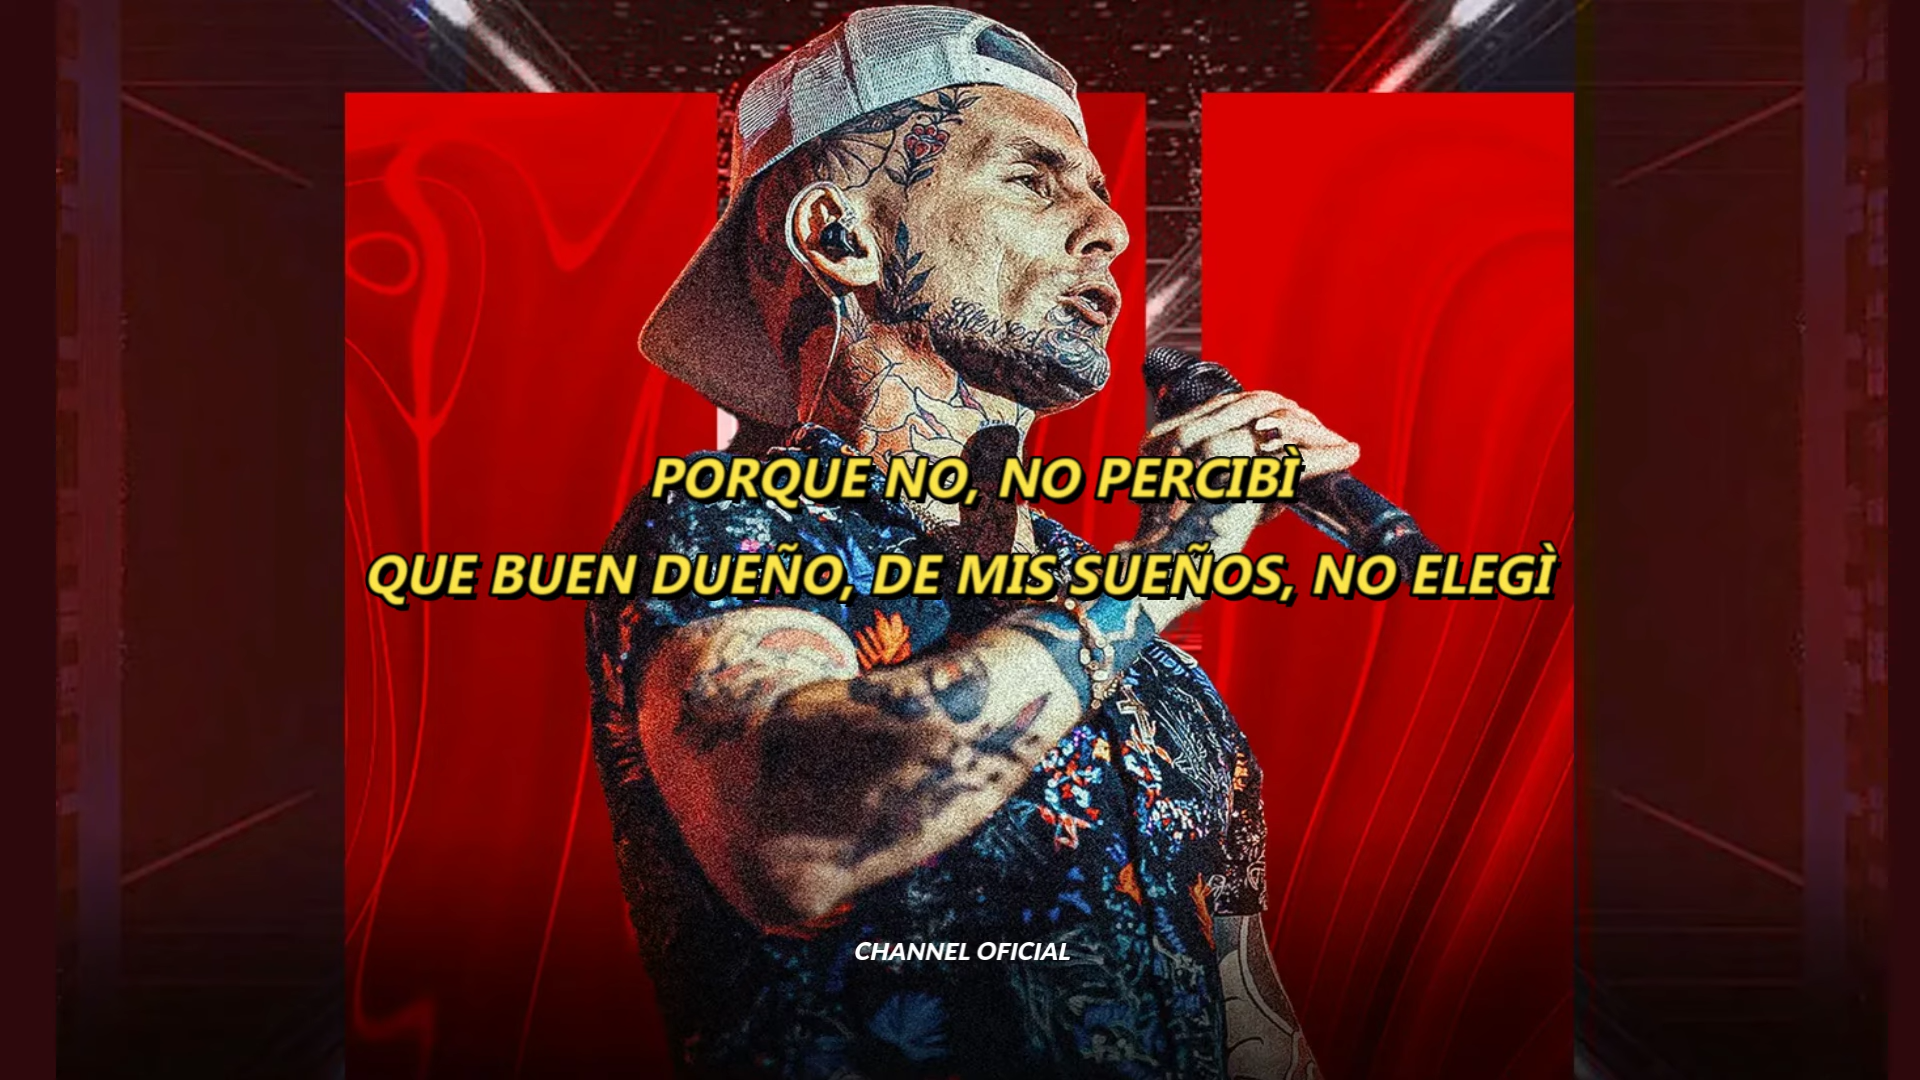 PORQUE NO, NO PERCIBÌ
QUE BUEN DUEÑO, DE MIS SUEÑOS, NO ELEGÌ
CHANNEL OFICIAL